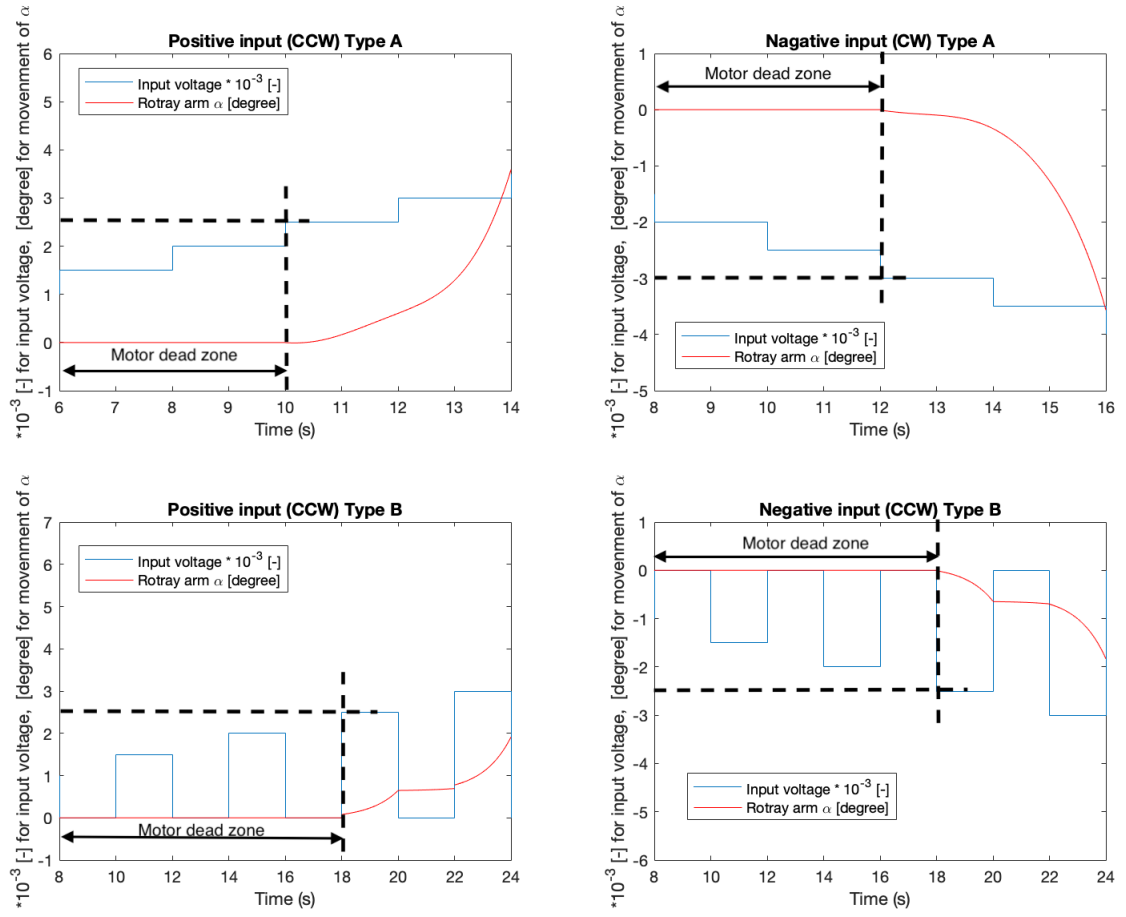 Positive input (CCW) Type A
*10^-3 [-] for input voltage, [degree] for movenment of α
6
5
4
3
2
1
0
-1
Input voltage * 10^-3 [-]
Rotray arm α [degree]
Motor dead zone
6 7 8 9 10 11 12 13 14
Time (s)
Nagative input (CW) Type A
*10^-3 [-] for input voltage, [degree] for movenment of α
1
0
-1
-2
-3
-4
-5
Motor dead zone
Input voltage *10^-3 [-]
Rotray arm α [degree]
8 9 10 11 12 13 14 15 16
Time (s)
Positive input (CCW) Type B
*10^-3 [-] for input voltage, [degree] for movenment of α
7
6
5
4
3
2
1
0
-1
Input voltage * 10^-3 [-]
Rotray arm α [degree]
Motor dead zone
8 10 12 14 16 18 20 22 24
Time (s)
Negative input (CCW) Type B
*10^-3 [-] for input voltage, [degree] for movenment of α
1
0
-1
-2
-3
-4
-5
-6
Motor dead zone
Input voltage * 10^-3 [-]
Rotray arm α [degree]
8 10 12 14 16 18 20 22 24
Time (s)